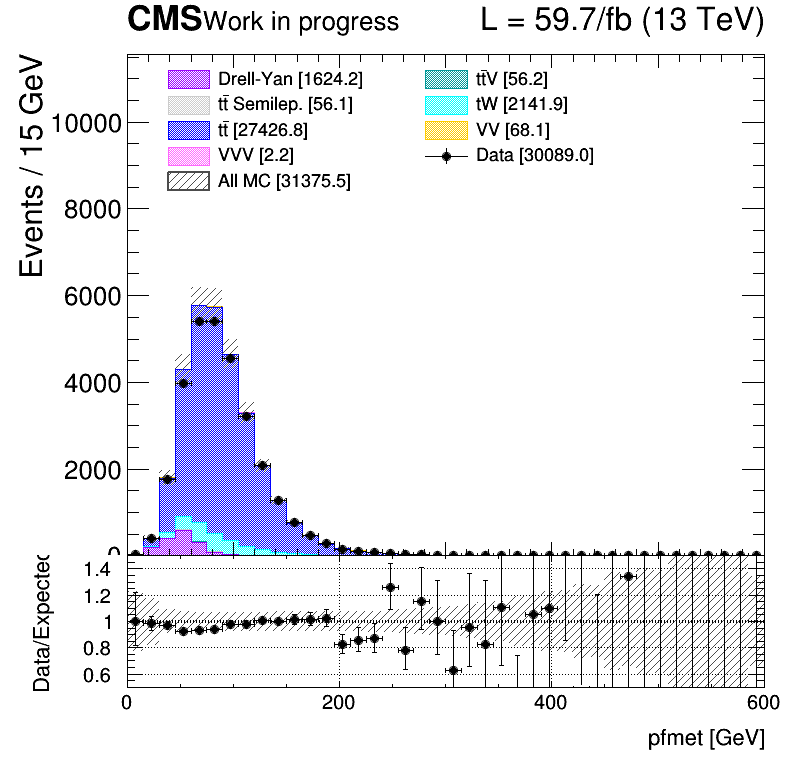 CMS Work in progress L = 59.7/fb (13 TeV)
Drell-Yan [1624.2] tt̄V [56.2]
tt̄ Semilep. [56.1] tW [2141.9]
tt̄ [27426.8] VV [68.1]
VVV [2.2] Data [30089.0]
All MC [31375.5]
Events / 15 GeV
10000
8000
6000
4000
2000
0
Data/Expected
1.4
1.2
1
0.8
0.6
0 200 400 600
pfmet [GeV]